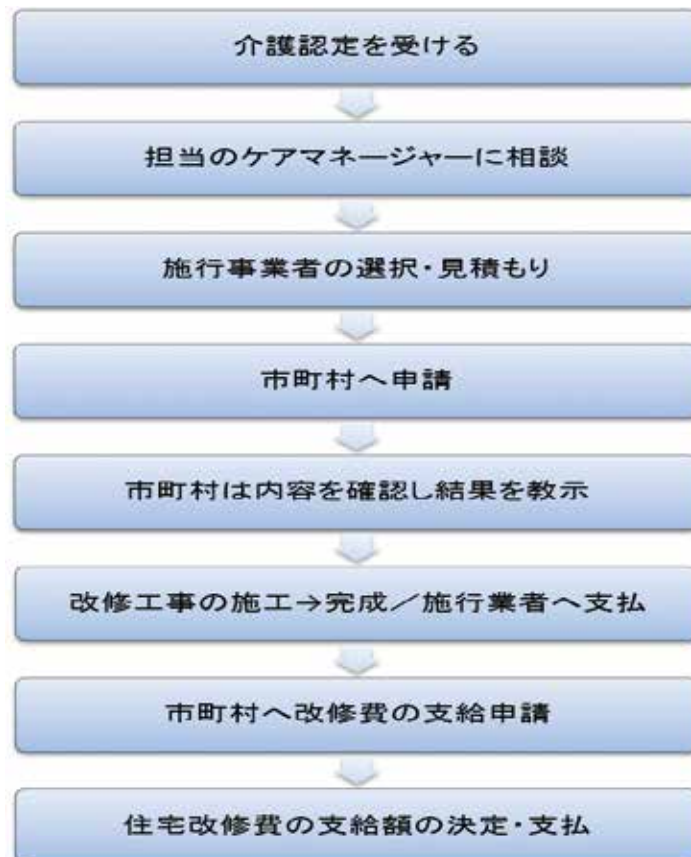 介護認定を受ける
担当のケアマネージャーに相談
施行事業者の選択・見積もり
市町村へ申請
市町村は内容を確認し結果を教示
改修工事の施工→完成／施行業者へ支払
市町村へ改修費の支給申請
住宅改修費の支給額の決定・支払